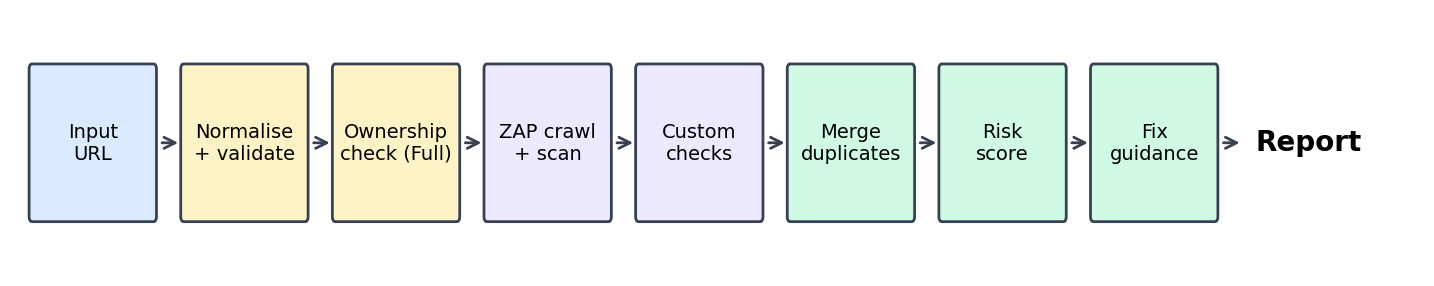 Input
URL
Normalise
+ validate
Ownership
check (Full)
ZAP crawl
+ scan
Custom
checks
Merge
duplicates
Risk
score
Fix
guidance
Report